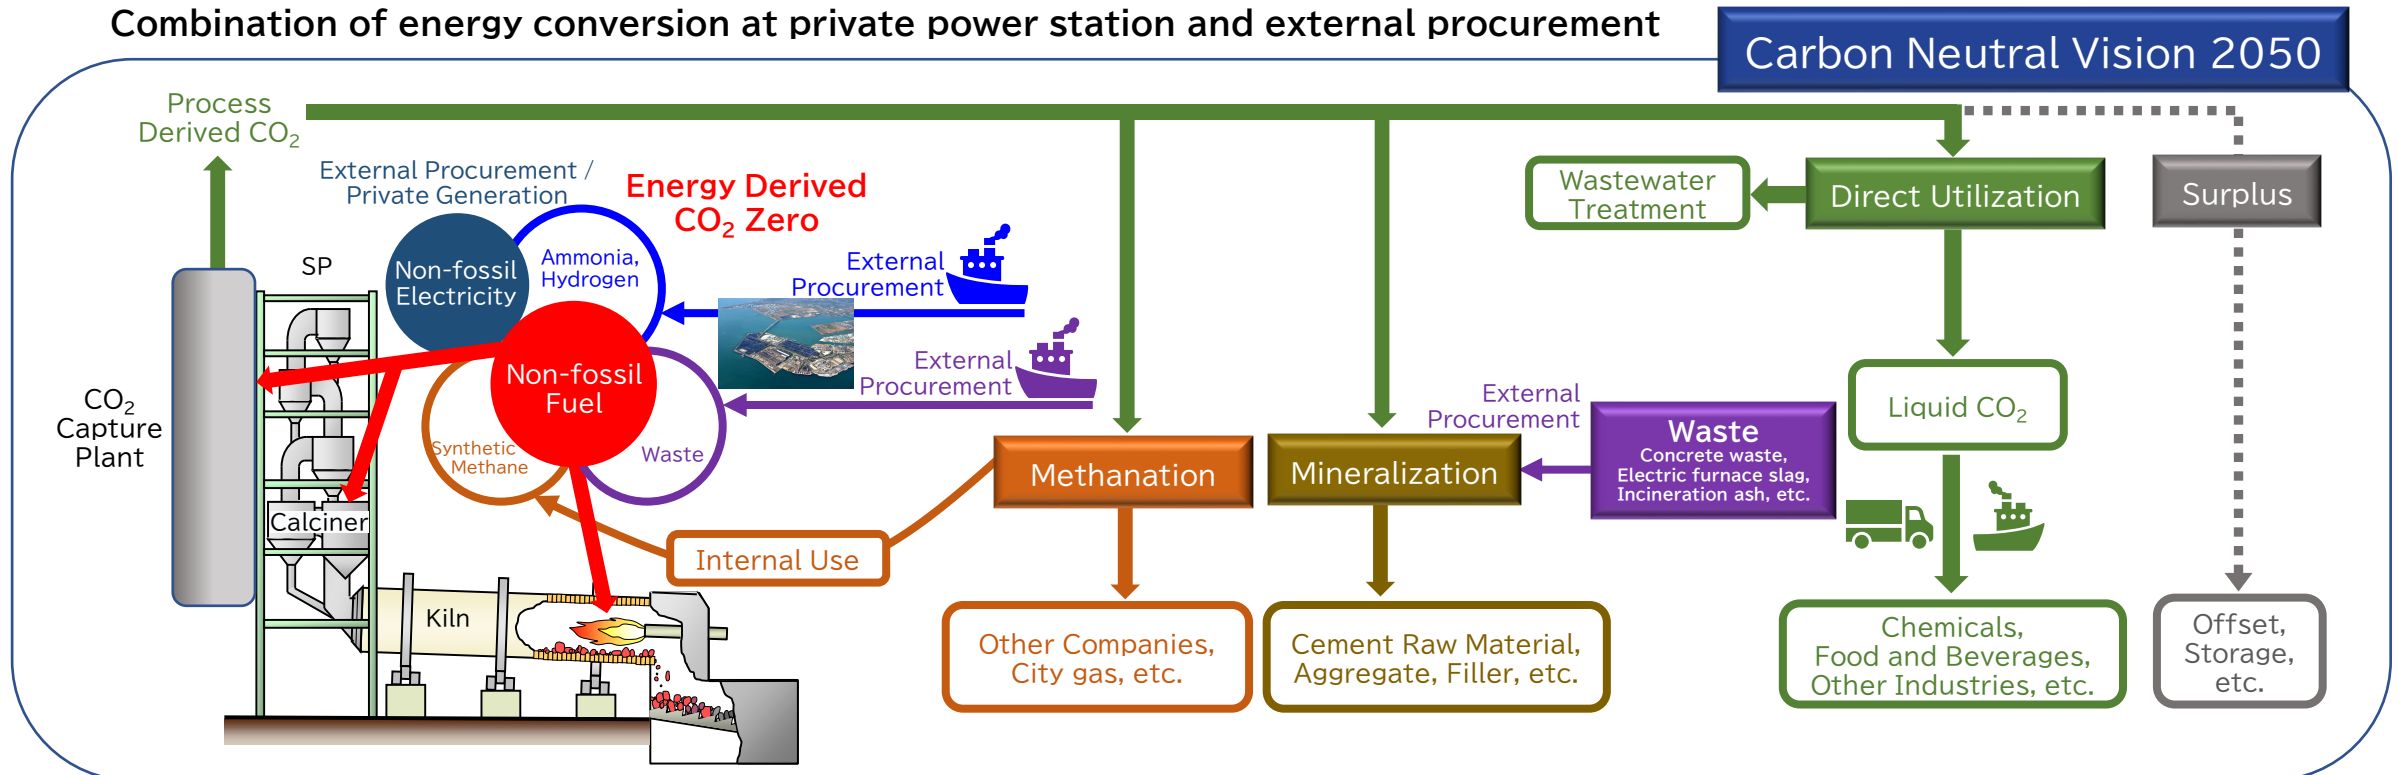 Combination of energy conversion at private power station and external procurement
Carbon Neutral Vision 2050
Process
Derived CO₂
External Procurement /
Private Generation
Energy Derived
CO₂ Zero
Non-fossil
Electricity
Ammonia,
Hydrogen
Non-fossil
Fuel
Synthetic
Methane
Waste
External
Procurement
External
Procurement
SP
CO₂
Capture
Plant
Calciner
Kiln
Internal Use
Methanation
Other Companies,
City gas, etc.
Mineralization
Cement Raw Material,
Aggregate, Filler, etc.
External
Procurement
Waste
Concrete waste,
Electric furnace slag,
Incineration ash, etc.
Wastewater
Treatment
Direct Utilization
Liquid CO₂
Chemicals,
Food and Beverages,
Other Industries, etc.
Surplus
Offset,
Storage,
etc.